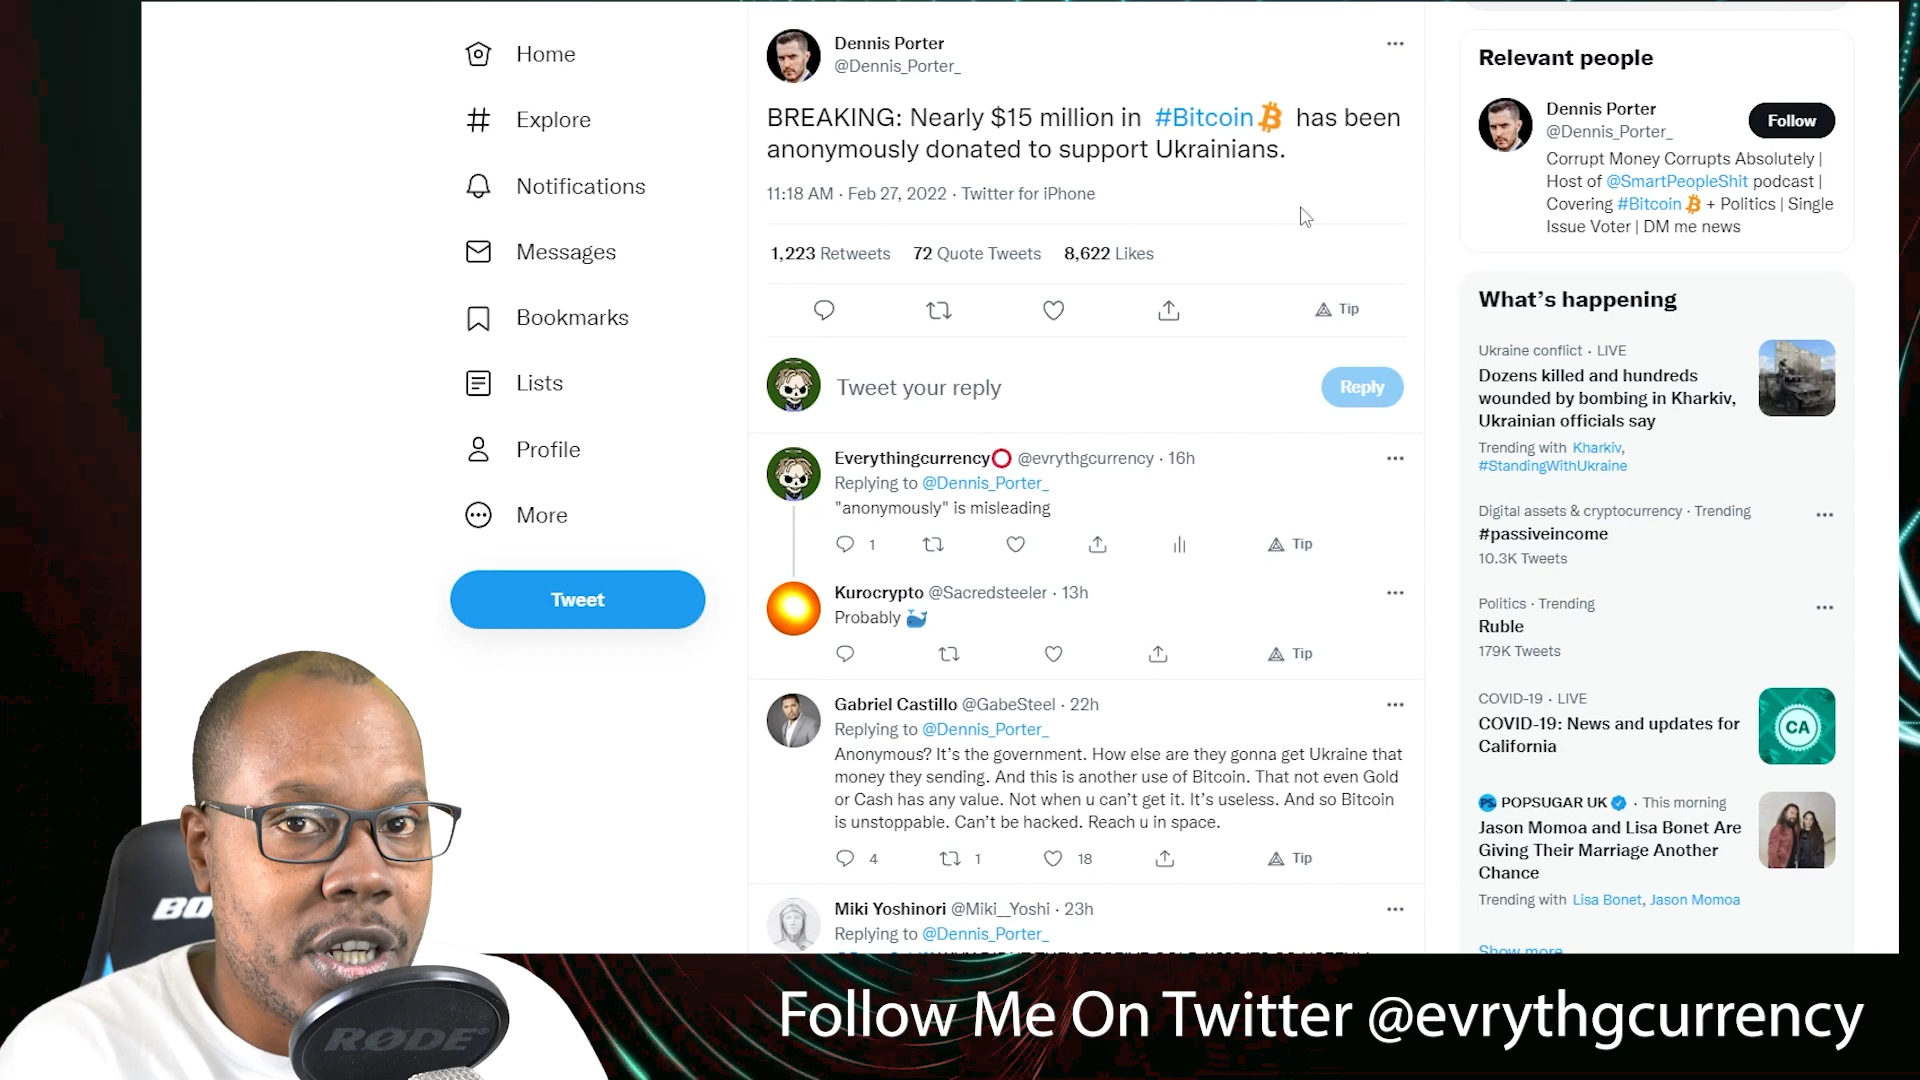 Home
Explore
Notifications
Messages
Bookmarks
Lists
Profile
More
Tweet
Dennis Porter
@Dennis_Porter_
BREAKING: Nearly $15 million in #Bitcoin has been
anonymously donated to support Ukrainians.
11:18 AM · Feb 27, 2022 · Twitter for iPhone
1,223 Retweets 72 Quote Tweets 8,622 Likes
Tip
Tweet your reply
Reply
Everythingcurrency @evrythgcurrency · 16h
Replying to @Dennis_Porter_
"anonymously" is misleading
1 Tip
Kurocrypto @Sacredsteeler · 13h
Probably
Tip
Gabriel Castillo @GabeSteel · 22h
Replying to @Dennis_Porter_
Anonymous? It's the government. How else are they gonna get Ukraine that
money they sending. And this is another use of Bitcoin. That not even Gold
or Cash has any value. Not when u can't get it. It's useless. And so Bitcoin
is unstoppable. Can't be hacked. Reach u in space.
4 1 18 Tip
Miki Yoshinori @Miki__Yoshi · 23h
Replying to @Dennis_Porter_
Relevant people
Dennis Porter
@Dennis_Porter_
Follow
Corrupt Money Corrupts Absolutely |
Host of @SmartPeopleShit podcast |
Covering #Bitcoin + Politics | Single
Issue Voter | DM me news
What's happening
Ukraine conflict · LIVE
Dozens killed and hundreds
wounded by bombing in Kharkiv,
Ukrainian officials say
Trending with Kharkiv,
#StandingWithUkraine
Digital assets & cryptocurrency · Trending
#passiveincome
10.3K Tweets
Politics · Trending
Ruble
179K Tweets
COVID-19 · LIVE
COVID-19: News and updates for
California
CA
PS POPSUGAR UK · This morning
Jason Momoa and Lisa Bonet Are
Giving Their Marriage Another
Chance
Trending with Lisa Bonet, Jason Momoa
Show more
BO
RØDE
Follow Me On Twitter @evrythgcurrency